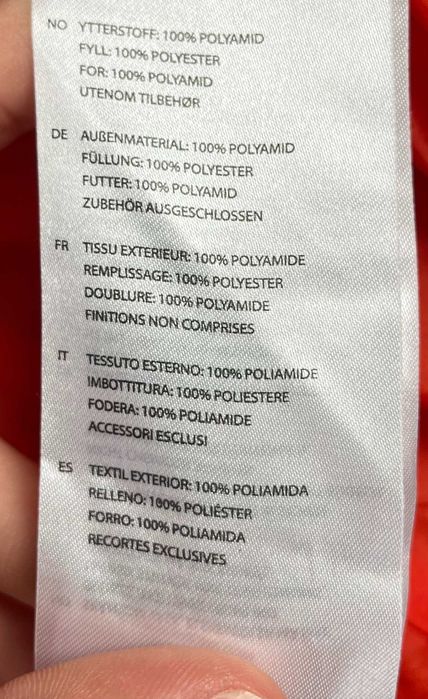 NO YTTERSTOFF: 100% POLYAMID
FYLL: 100% POLYESTER
FOR: 100% POLYAMID
UTENOM TILBEHØR
DE AUßENMATERIAL: 100% POLYAMID
FÜLLUNG: 100% POLYESTER
FUTTER: 100% POLYAMID
ZUBEHÖR AUSGESCHLOSSEN
FR TISSU EXTERIEUR: 100% POLYAMIDE
REMPLISSAGE: 100% POLYESTER
DOUBLURE: 100% POLYAMIDE
FINITIONS NON COMPRISES
IT TESSUTO ESTERNO: 100% POLIAMIDE
IMBOTTITURA: 100% POLIESTERE
FODERA: 100% POLIAMIDE
ACCESSORI ESCLUSI
ES TEXTIL EXTERIOR: 100% POLIAMIDA
RELLENO: 100% POLIÉSTER
FORRO: 100% POLIAMIDA
RECORTES EXCLUSIVES